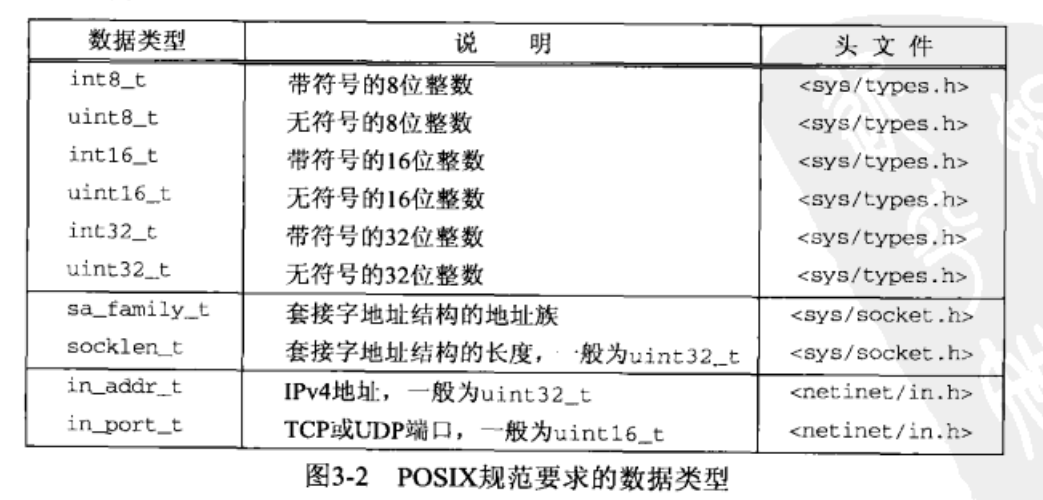 数据类型 说 明 头 文 件
int8_t 带符号的8位整数 <sys/types.h>
uint8_t 无符号的8位整数 <sys/types.h>
int16_t 带符号的16位整数 <sys/types.h>
uint16_t 无符号的16位整数 <sys/types.h>
int32_t 带符号的32位整数 <sys/types.h>
uint32_t 无符号的32位整数 <sys/types.h>
sa_family_t 套接字地址结构的地址族 <sys/socket.h>
socklen_t 套接字地址结构的长度，一般为uint32_t <sys/socket.h>
in_addr_t IPv4地址，一般为uint32_t <netinet/in.h>
in_port_t TCP或UDP端口，一般为uint16_t <netinet/in.h>
图3-2 POSIX规范要求的数据类型